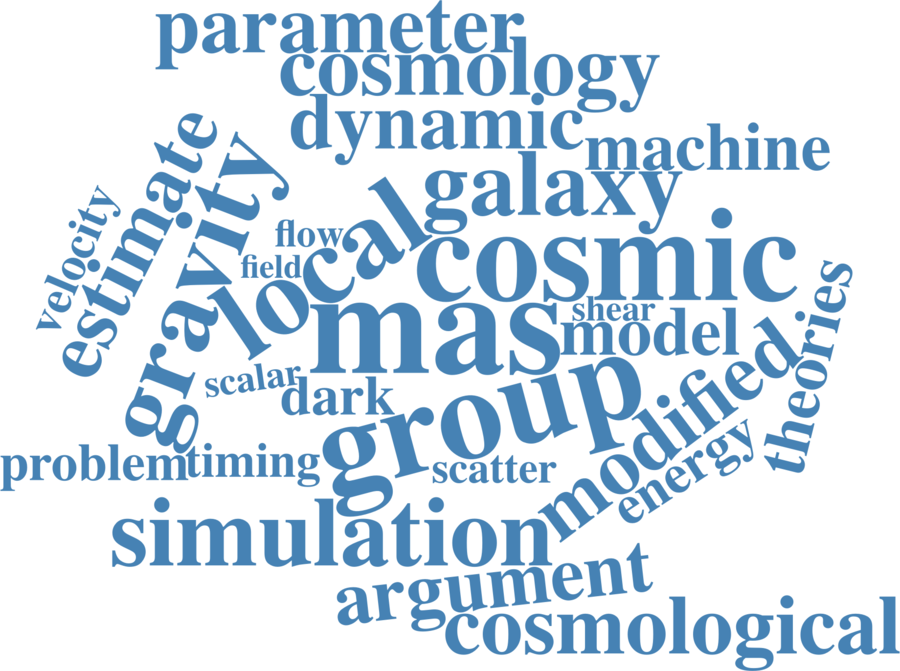 parameter
cosmology
dynamic
machine
galaxy
estimate
gravity
velocity
local
flow
field
cosmic
mas
shear
model
theories
scalar
dark
group
modified
problem
timing
scatter
energy
simulation
argument
cosmological